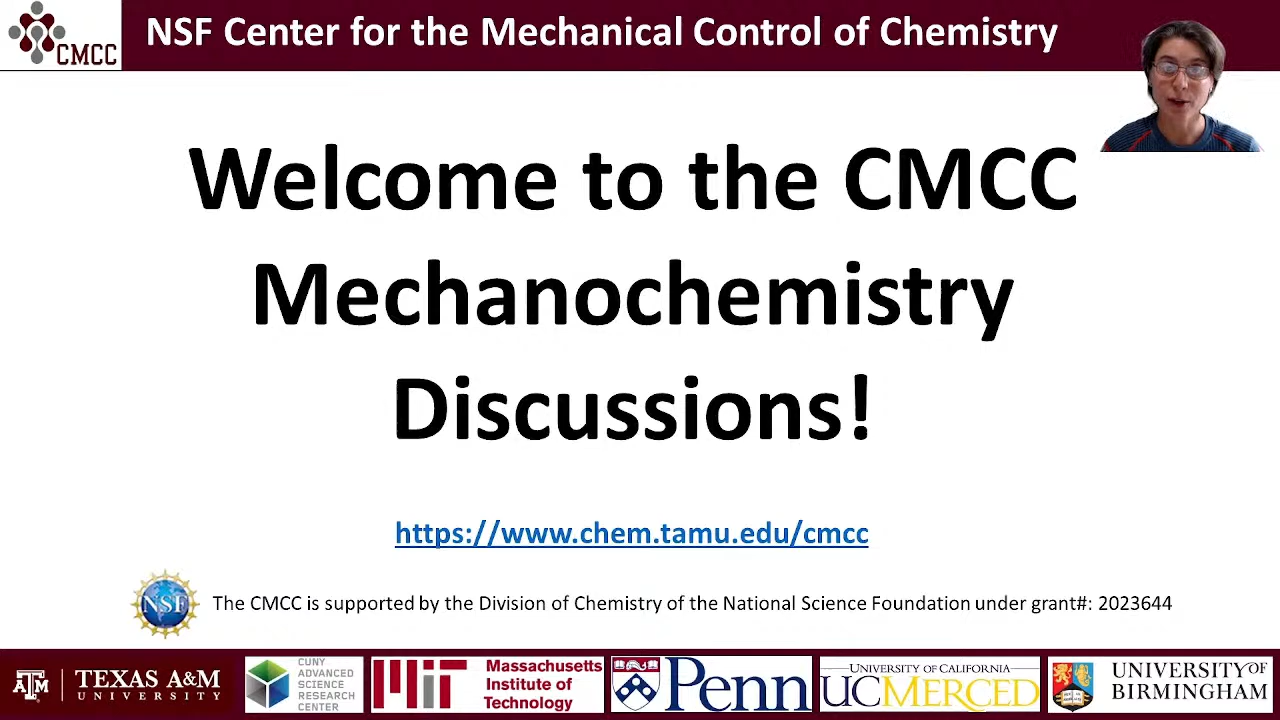 CMCC
NSF Center for the Mechanical Control of Chemistry
Welcome to the CMCC
Mechanochemistry
Discussions!
https://www.chem.tamu.edu/cmcc
NSF
The CMCC is supported by the Division of Chemistry of the National Science Foundation under grant#: 2023644
ATM
TEXAS A&M
UNIVERSITY
CUNY
ADVANCED
SCIENCE
RESEARCH
CENTER
MIT
Massachusetts
Institute of
Technology
Penn
UNIVERSITY OF CALIFORNIA
UCMERCED
UNIVERSITY OF
BIRMINGHAM